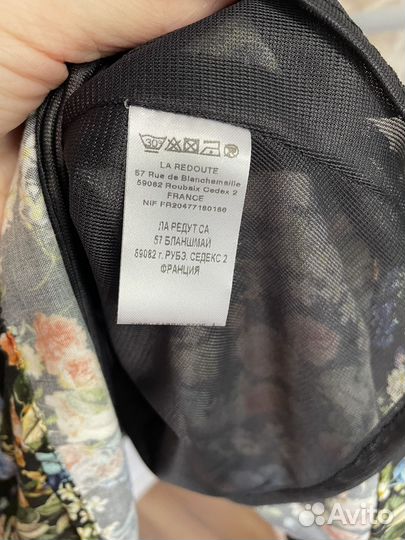 30°
LA REDOUTE
57 Rue de Blanchemaille
59082 Roubaix Cedex 2
FRANCE
NIF FR20477180186
ЛА РЕДУТ СА
57 БЛАНШМАЙ
59082 г. РУБЭ, СЕДЕКС 2
ФРАНЦИЯ
Avito